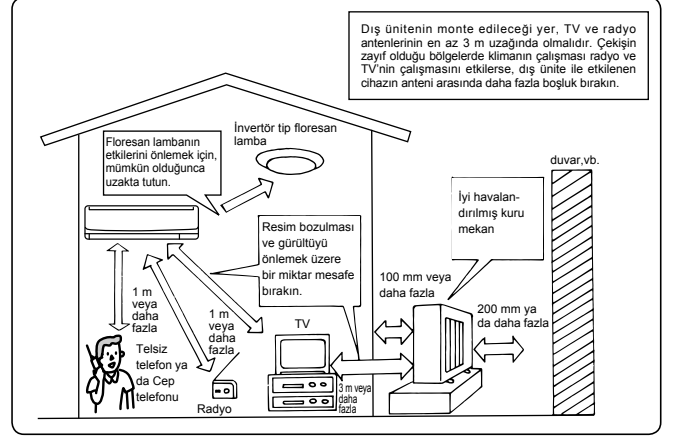 Dış ünitenin monte edileceği yer, TV ve radyo
antenlerinin en az 3 m uzağında olmalıdır. Çekişin
zayıf olduğu bölgelerde klimanın çalışması radyo ve
TV'nin çalışmasını etkilerse, dış ünite ile etkilenen
cihazın anteni arasında daha fazla boşluk bırakın.
İnvertör tip floresan
lamba
Floresan lambanın
etkilerini önlemek için,
mümkün olduğunca
uzakta tutun.
duvar,vb.
İyi havalan-
dırılmış kuru
mekan
Resim bozulması
ve gürültüyü
önlemek üzere
bir miktar mesafe
bırakın.
100 mm veya
daha fazla
200 mm ya
da daha fazla
1 m
veya
daha
fazla
1 m
veya
daha
fazla
TV
Telsiz
telefon ya
da Cep
telefonu
Radyo
3 m veya
daha
fazla